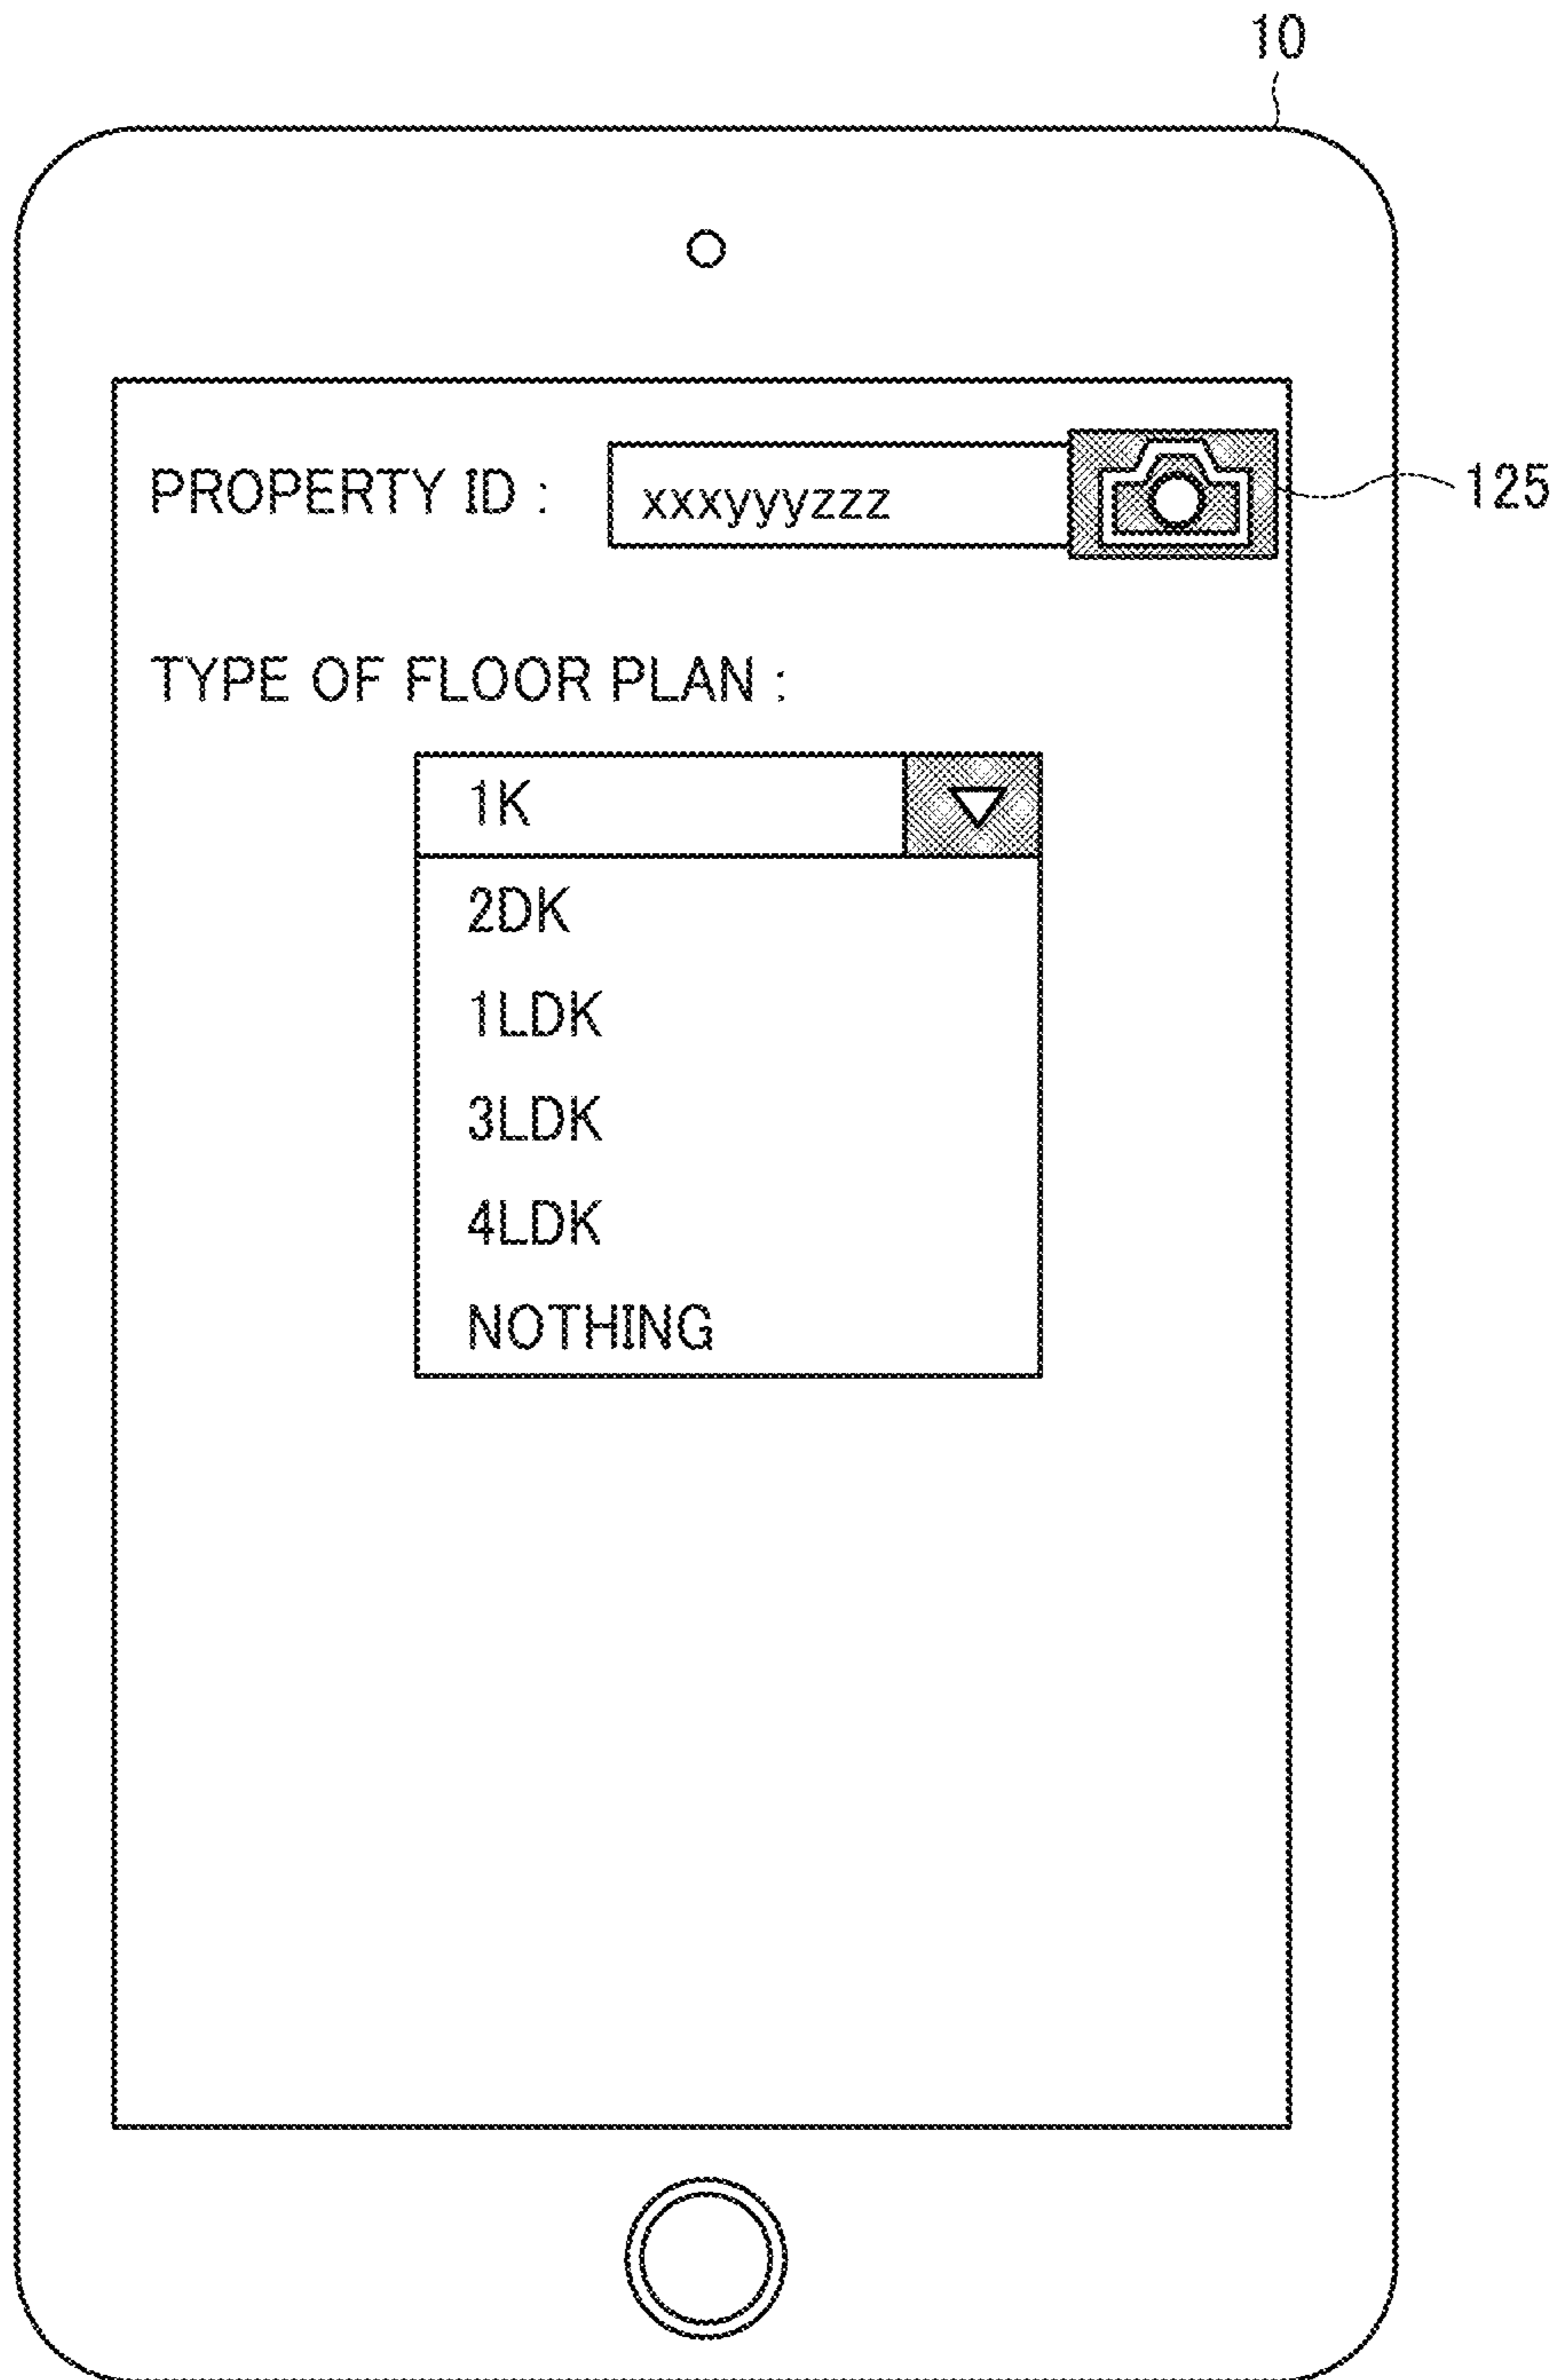 10
PROPERTY ID : xxxyyyzzz
125
TYPE OF FLOOR PLAN :
1K
2DK
1LDK
3LDK
4LDK
NOTHING